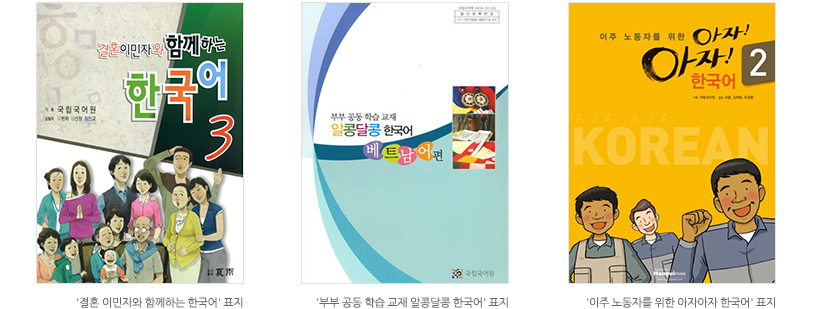 결혼이민자와 함께하는
한국어
3
국립국어원
부부 공동 학습 교재
알콩달콩 한국어
베트남어편
국립국어원
이주 노동자를 위한 아자!
아자!
한국어 2
AJA AJA
KOREAN
'결혼 이민자와 함께하는 한국어' 표지
'부부 공동 학습 교재 알콩달콩 한국어' 표지
'이주 노동자를 위한 아자아자 한국어' 표지